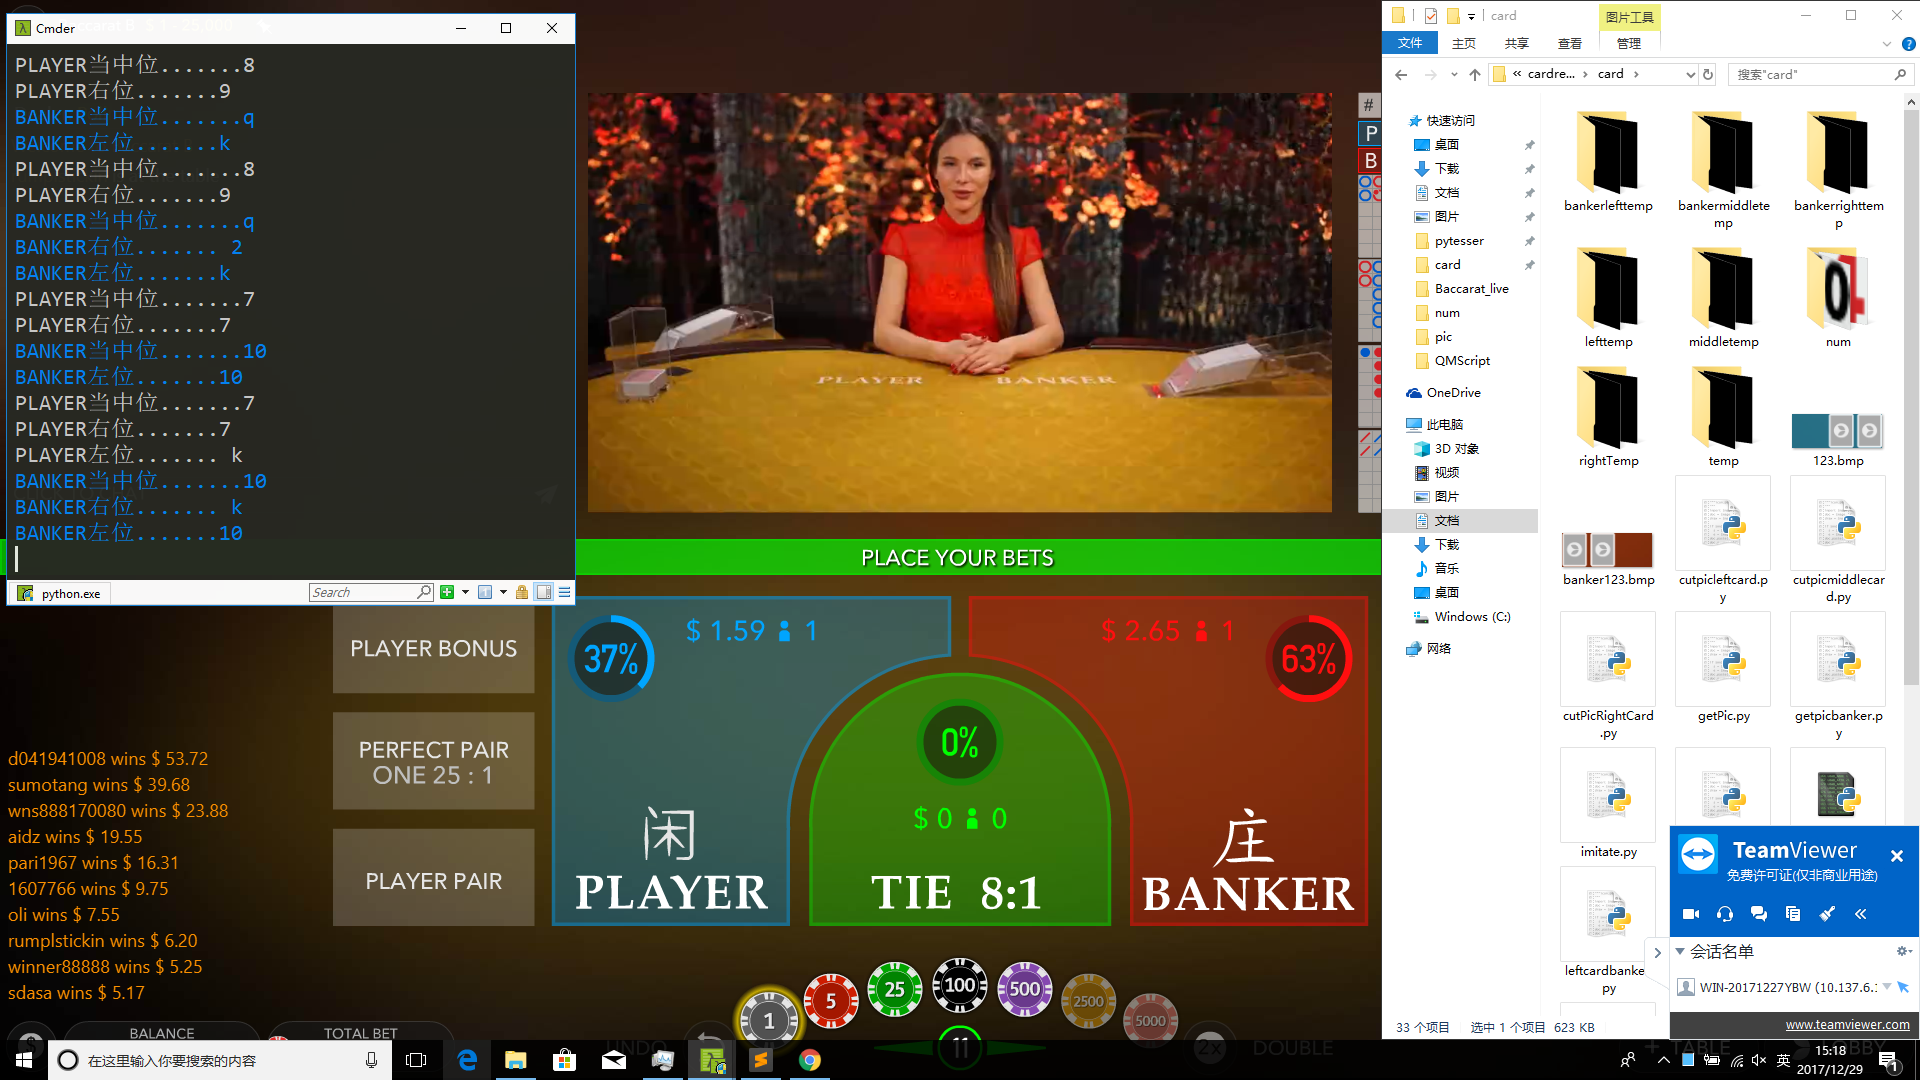 Cmder
PLAYER当中位.......8
PLAYER右位.......9
BANKER当中位.......q
BANKER左位.......k
PLAYER当中位.......8
PLAYER右位.......9
BANKER当中位.......q
BANKER右位....... 2
BANKER左位.......k
PLAYER当中位.......7
PLAYER右位.......7
BANKER当中位.......10
BANKER左位.......10
PLAYER当中位.......7
PLAYER右位.......7
PLAYER左位....... k
BANKER当中位.......10
BANKER右位....... k
BANKER左位.......10
python.exe
Search
PLAYER BANKER
#
P
B
PLACE YOUR BETS
PLAYER BONUS
PERFECT PAIR
ONE 25 : 1
PLAYER PAIR
37%
$ 1.59 1
$ 2.65 1
63%
0%
$ 0 0
闲
PLAYER
TIE 8:1
庄
BANKER
d041941008 wins $ 53.72
sumotang wins $ 39.68
wns888170080 wins $ 23.88
aidz wins $ 19.55
pari1967 wins $ 16.31
1607766 wins $ 9.75
oli wins $ 7.55
rumplstickin wins $ 6.20
winner88888 wins $ 5.25
sdasa wins $ 5.17
BALANCE
TOTAL BET
UNDO
1
5
25
100
500
2500
5000
11
2X
DOUBLE
card
图片工具
文件
主页
共享
查看
管理
« cardre... › card ›
搜索"card"
快速访问
桌面
下载
文档
图片
pytesser
card
Baccarat_live
num
pic
QMScript
OneDrive
此电脑
3D 对象
视频
图片
文档
下载
音乐
桌面
Windows (C:)
网络
bankerlefttemp
bankermiddletemp
bankerrighttemp
lefttemp
middletemp
num
rightTemp
temp
123.bmp
banker123.bmp
cutpicleftcard.py
cutpicmiddlecard.py
cutPicRightCard.py
getPic.py
getpicbanker.py
imitate.py
leftcardbanke
py
33 个项目
选中 1 个项目 623 KB
TeamViewer
免费许可证(仅非商业用途)
会话名单
WIN-20171227YBW (10.137.6.
www.teamviewer.com
在这里输入你要搜索的内容
英
15:18
2017/12/29
1